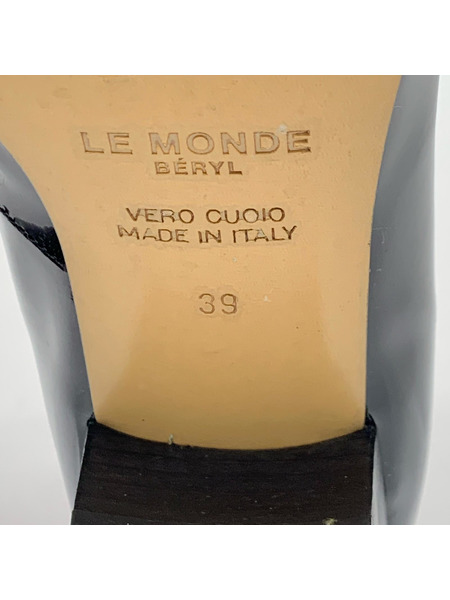 LE MONDE
BÉRYL
VERO CUOIO
MADE IN ITALY
39